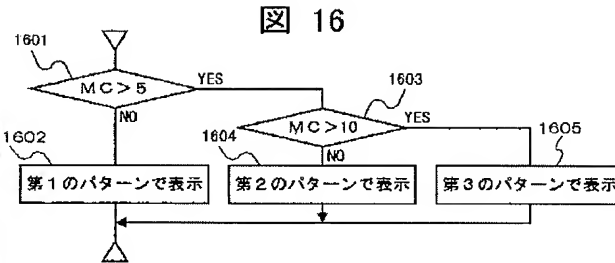 図 16
1601
MC>5
YES
NO
1603
MC>10
YES
NO
1602
第1のパターンで表示
1604
第2のパターンで表示
1605
第3のパターンで表示